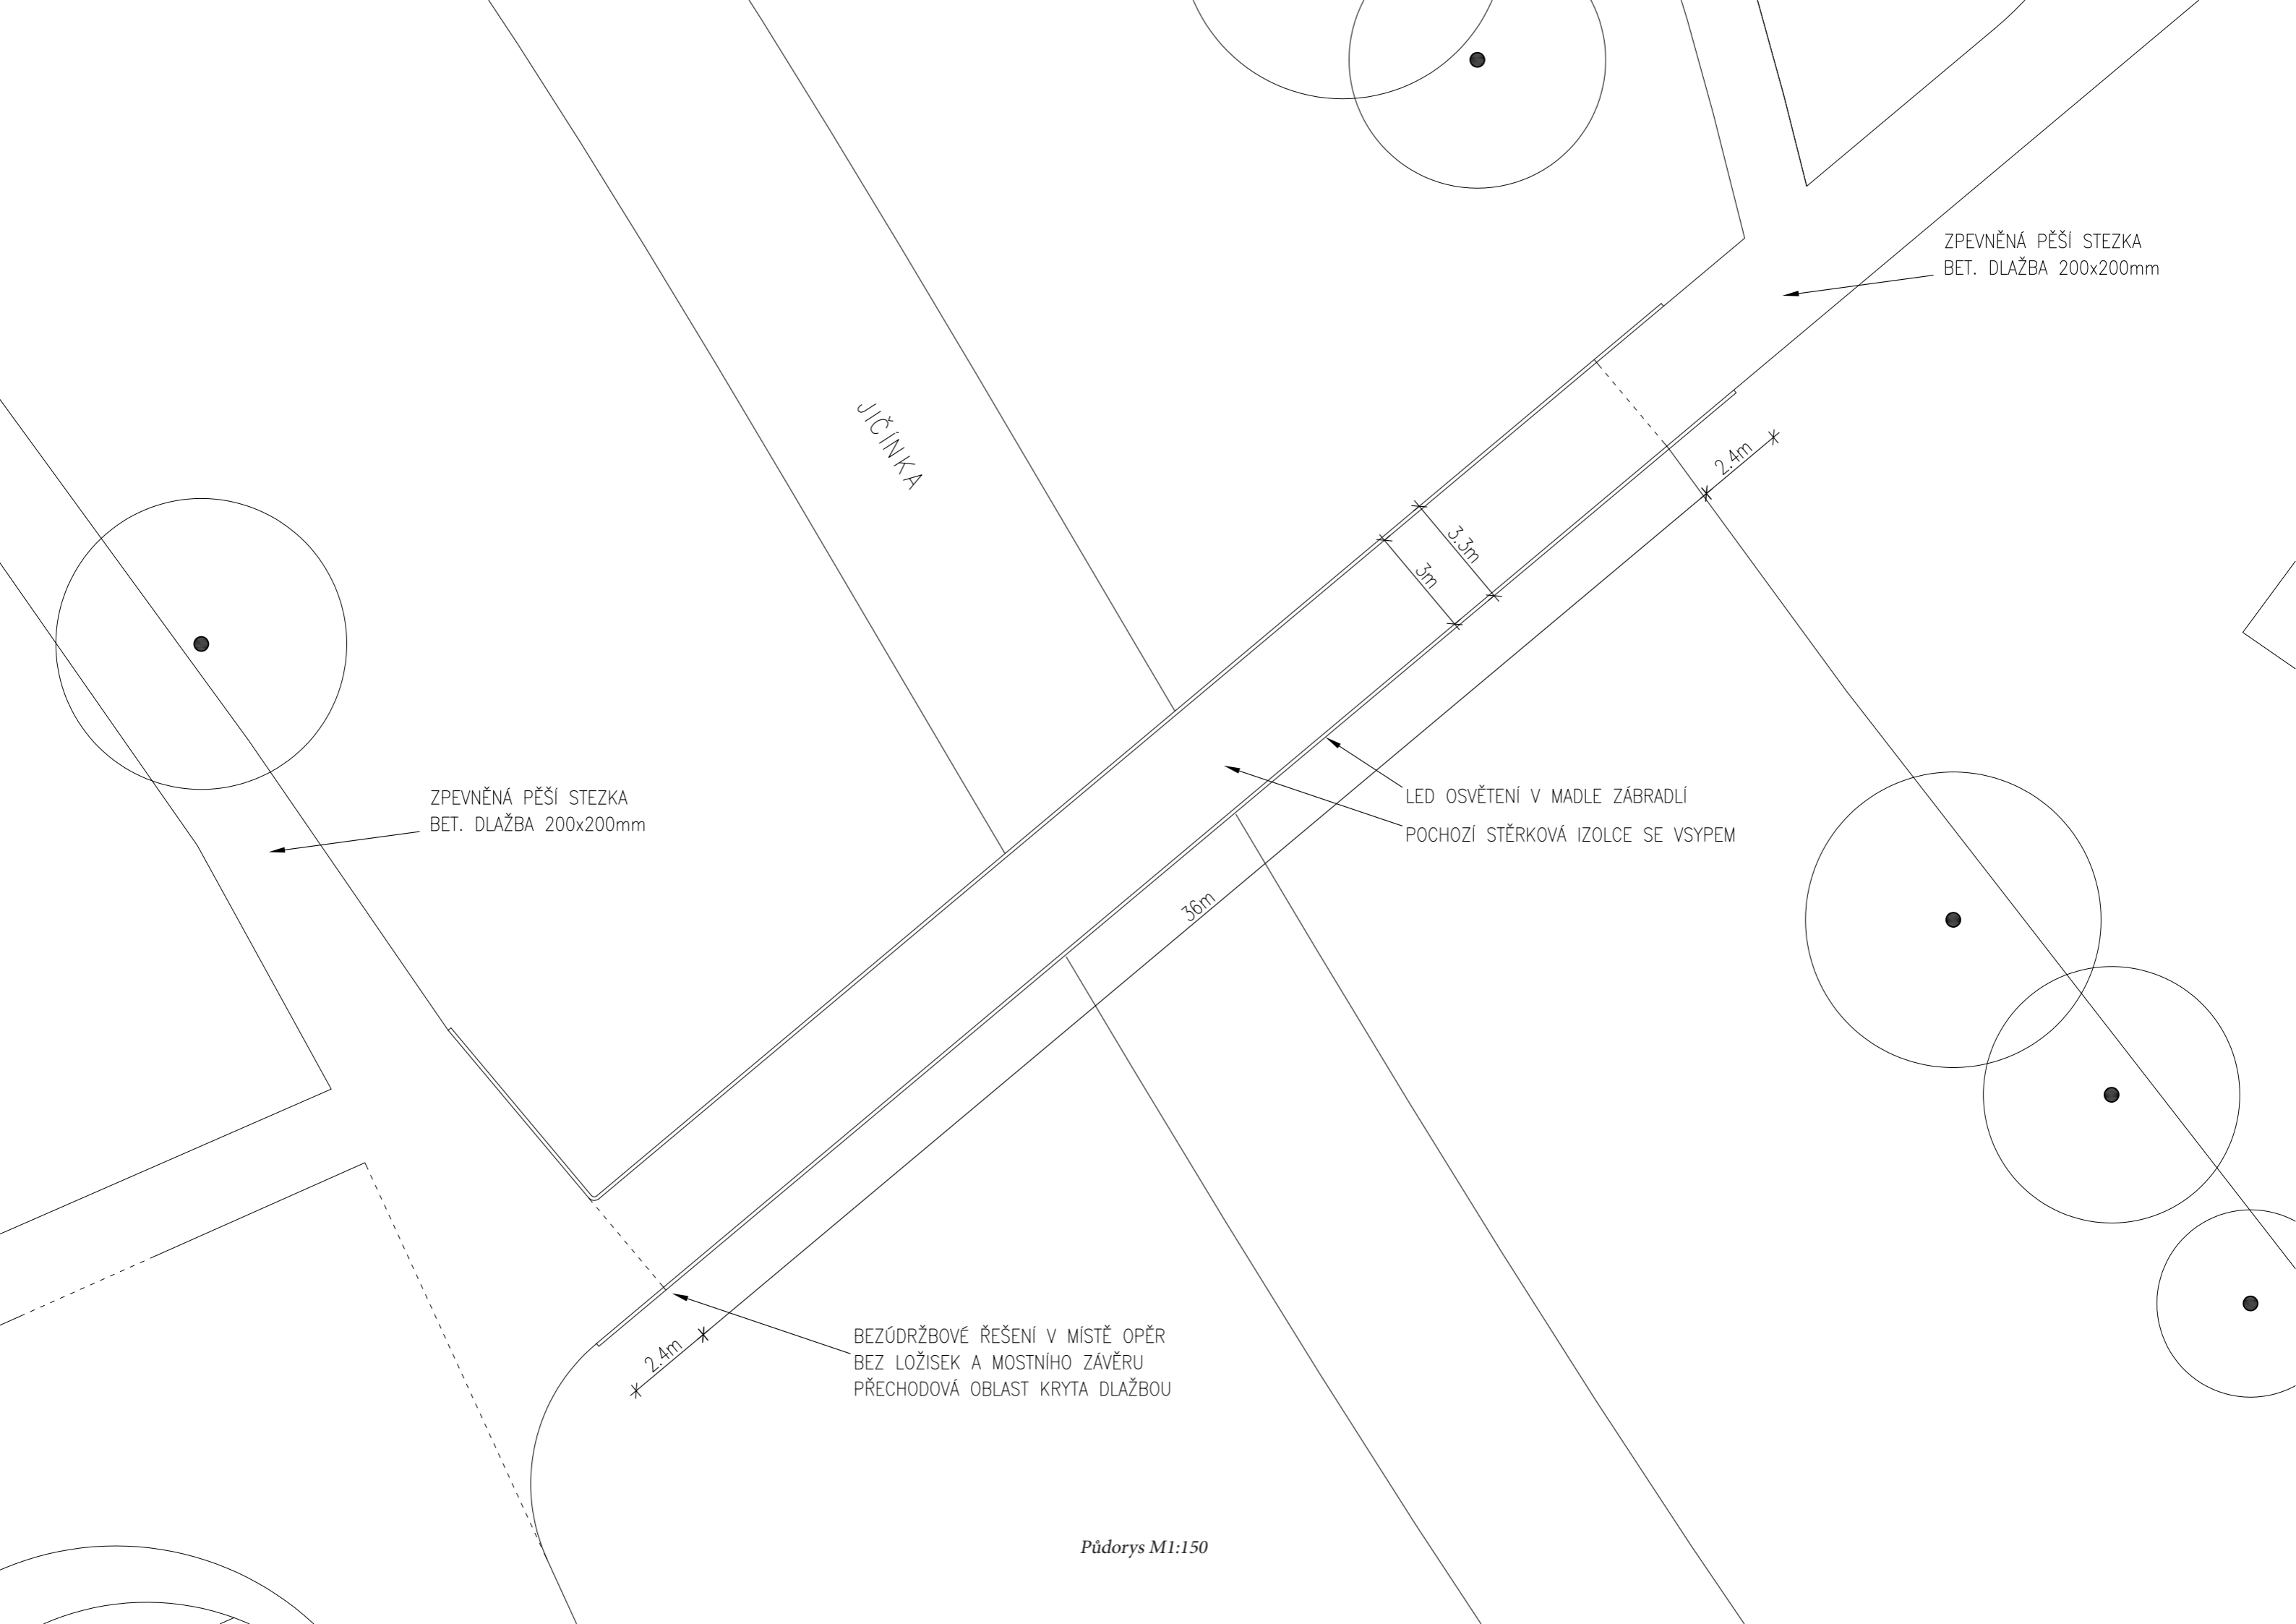 ZPEVNĚNÁ PĚŠÍ STEZKA
BET. DLAŽBA 200x200mm
JIČÍNKA
2.4m
3.3m
3m
ZPEVNĚNÁ PĚŠÍ STEZKA
BET. DLAŽBA 200x200mm
LED OSVĚTENÍ V MADLE ZÁBRADLÍ
POCHOZÍ STĚRKOVÁ IZOLCE SE VSYPEM
36m
2.4m
BEZÚDRŽBOVÉ ŘEŠENÍ V MÍSTĚ OPĚR
BEZ LOŽISEK A MOSTNÍHO ZÁVĚRU
PŘECHODOVÁ OBLAST KRYTA DLAŽBOU
Půdorys M1:150